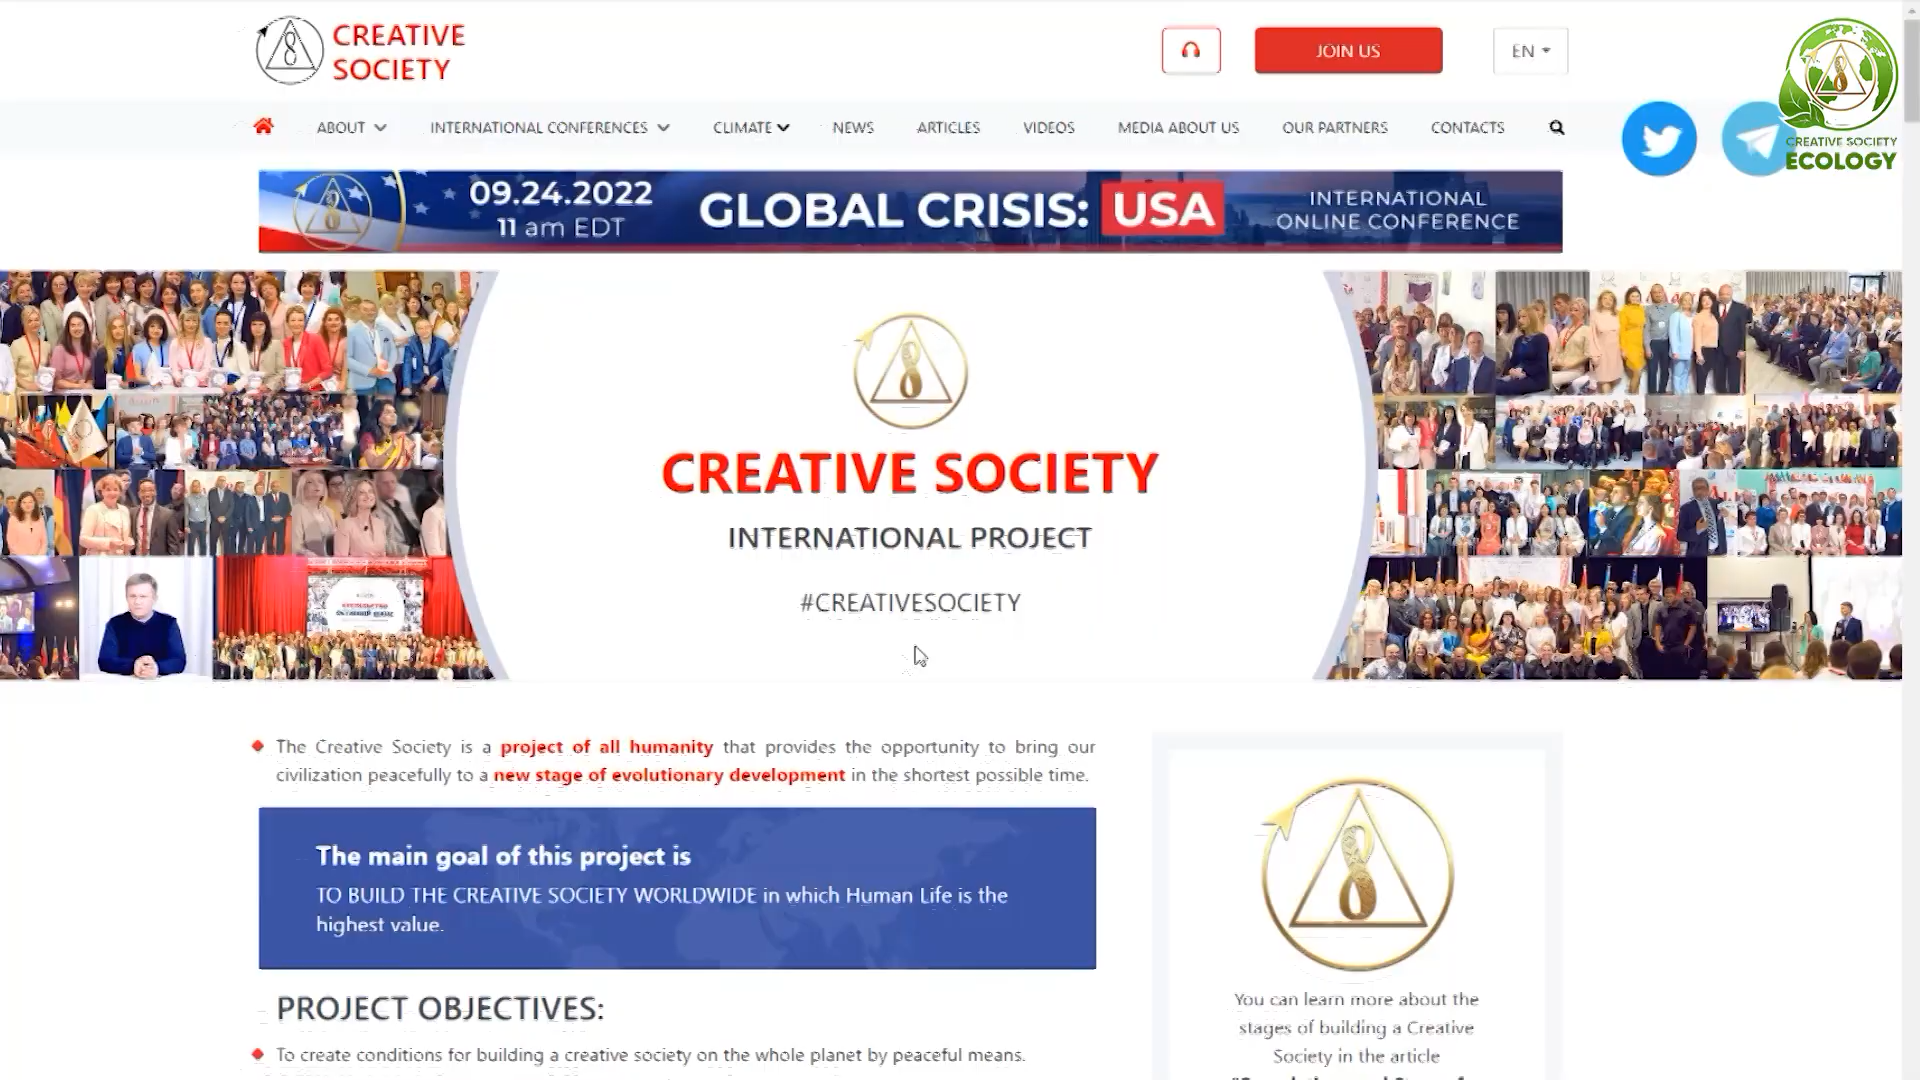 CREATIVE
SOCIETY
JOIN US
EN
CREATIVE SOCIETY
ECOLOGY
ABOUT
INTERNATIONAL CONFERENCES
CLIMATE
NEWS
ARTICLES
VIDEOS
MEDIA ABOUT US
OUR PARTNERS
CONTACTS
09.24.2022
11 am EDT
GLOBAL CRISIS: USA
INTERNATIONAL
ONLINE CONFERENCE
CREATIVE SOCIETY
INTERNATIONAL PROJECT
#CREATIVESOCIETY
The Creative Society is a project of all humanity that provides the opportunity to bring our
civilization peacefully to a new stage of evolutionary development in the shortest possible time.
The main goal of this project is
TO BUILD THE CREATIVE SOCIETY WORLDWIDE in which Human Life is the
highest value.
PROJECT OBJECTIVES:
To create conditions for building a creative society on the whole planet by peaceful means.
You can learn more about the
stages of building a Creative
Society in the article